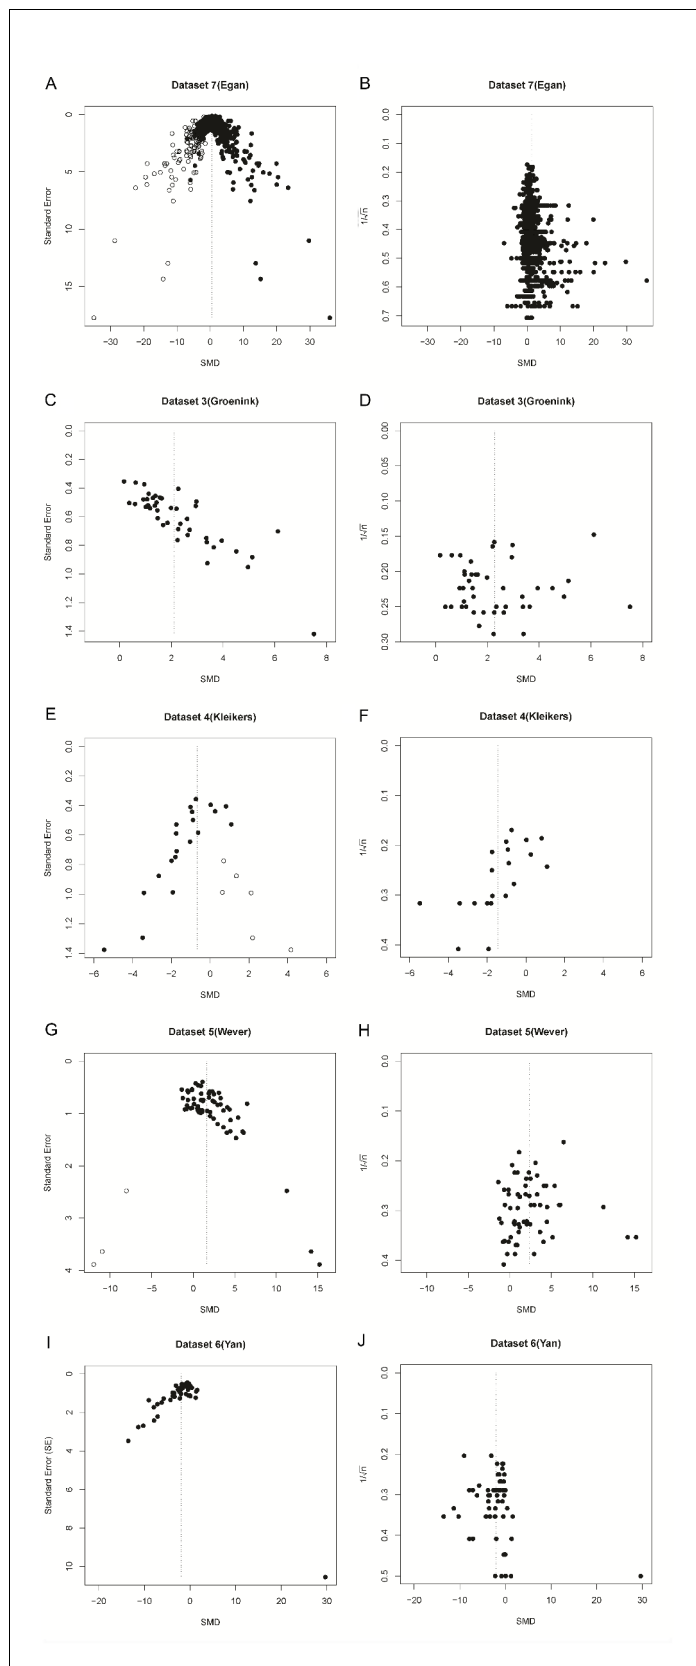 A
Dataset 7(Egan)
0
5
10
15
Standard Error
−30 −20 −10 0 10 20 30
SMD
B
Dataset 7(Egan)
0.0
0.1
0.2
0.3
0.4
0.5
0.6
0.7
1/√n
−30 −20 −10 0 10 20 30
SMD
C
Dataset 3(Groenink)
0.0
0.2
0.4
0.6
0.8
1.0
1.2
1.4
Standard Error
0 2 4 6 8
SMD
D
Dataset 3(Groenink)
0.00
0.05
0.10
0.15
0.20
0.25
0.30
1/√n
0 2 4 6 8
SMD
E
Dataset 4(Kleikers)
0.0
0.2
0.4
0.6
0.8
1.0
1.2
1.4
Standard Error
−6 −4 −2 0 2 4 6
SMD
F
Dataset 4(Kleikers)
0.0
0.1
0.2
0.3
0.4
1/√n
−6 −4 −2 0 2 4 6
SMD
G
Dataset 5(Wever)
0
1
2
3
4
Standard Error
−10 −5 0 5 10 15
SMD
H
Dataset 5(Wever)
0.0
0.1
0.2
0.3
0.4
1/√n
−10 −5 0 5 10 15
SMD
I
Dataset 6(Yan)
0
2
4
6
8
10
Standard Error (SE)
−20 −10 0 10 20 30
SMD
J
Dataset 6(Yan)
0.0
0.1
0.2
0.3
0.4
0.5
1/√n
−20 −10 0 10 20 30
SMD